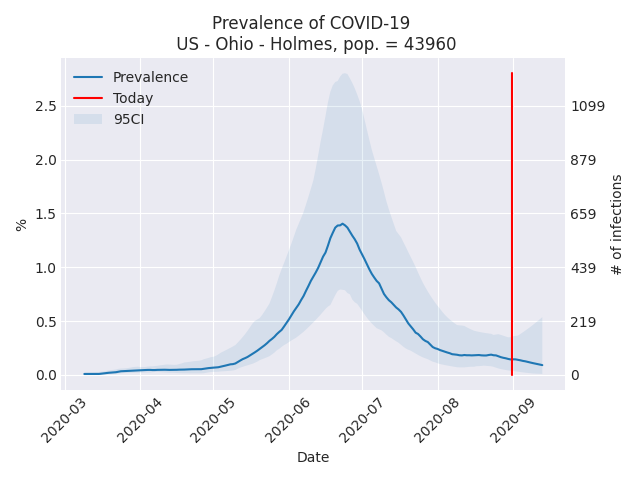 Prevalence of COVID-19
US - Ohio - Holmes, pop. = 43960
Prevalence
Today
95CI
2.5
2.0
1.5
1.0
0.5
0.0
%
1099
879
659
439
219
0
# of infections
2020-03
2020-04
2020-05
2020-06
2020-07
2020-08
2020-09
Date